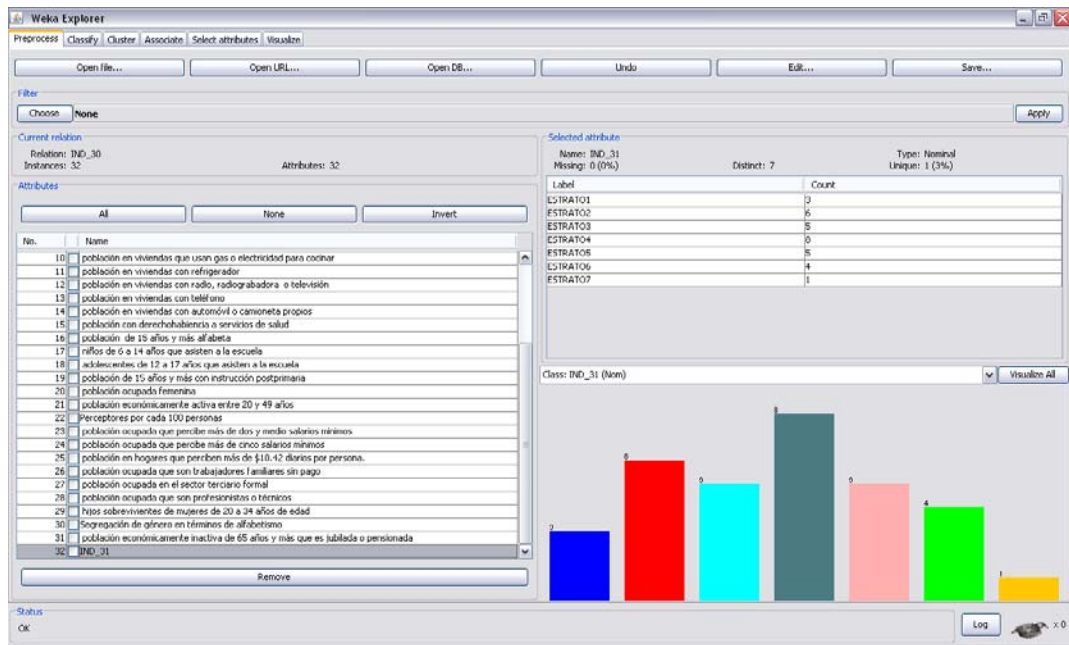 Weka Explorer
Preprocess Classify Cluster Associate Select attributes Visualize
Open file... Open URL... Open DB... Undo Edit... Save...
Filter
Choose None Apply
Current relation
Relation: IND_30
Instances: 32 Attributes: 32
Attributes
All None Invert
No. Name
10 población en viviendas que usan gas o electricidad para cocinar
11 población en viviendas con refrigerador
12 población en viviendas con radio, radiograbadora o televisión
13 población en viviendas con teléfono
14 población en viviendas con automóvil o camioneta propios
15 población con derechohabiencia a servicios de salud
16 población de 15 años y más alfabeta
17 niños de 6 a 14 años que asisten a la escuela
18 adolescentes de 12 a 17 años que asisten a la escuela
19 población de 15 años y más con instrucción postprimaria
20 población ocupada femenina
21 población económicamente activa entre 20 y 49 años
22 Perceptores por cada 100 personas
23 población ocupada que percibe más de dos y medio salarios mínimos
24 población ocupada que percibe más de cinco salarios mínimos
25 población en hogares que perciben más de $10.42 diarios por persona.
26 población ocupada que son trabajadores familiares sin pago
27 población ocupada en el sector terciario formal
28 población ocupada que son profesionistas o técnicos
29 hijos sobrevivientes de mujeres de 20 a 34 años de edad
30 Segregación de género en términos de alfabetismo
31 población económicamente inactiva de 65 años y más que es jubilada o pensionada
32 IND_31
Remove
Selected attribute
Name: IND_31 Type: Nominal
Missing: 0 (0%) Distinct: 7 Unique: 1 (3%)
Label Count
ESTRATO1 3
ESTRATO2 6
ESTRATO3 5
ESTRATO4
ESTRATO5 5
ESTRATO6 4
ESTRATO7 1
Class: IND_31 (Nom) Visualize All
6 8 4 1
Status
OK Log x 0